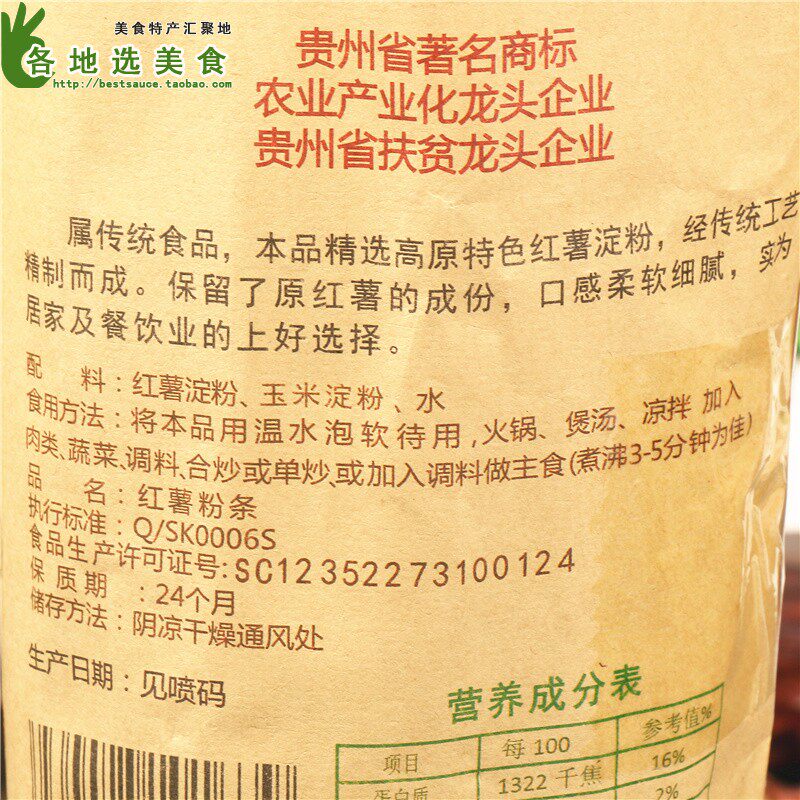 美食特产汇聚地
各地选美食
http://bestsauce.taobao.com
贵州省著名商标
农业产业化龙头企业
贵州省扶贫龙头企业
属传统食品，本品精选高原特色红薯淀粉，经传统工艺
精制而成。保留了原红薯的成份，口感柔软细腻，实为
居家及餐饮业的上好选择。
配 料：红薯淀粉、玉米淀粉、水
食用方法：将本品用温水泡软待用,火锅、煲汤、凉拌 加入
肉类、蔬菜、调料、合炒或单炒,或加入调料做主食(煮沸3-5分钟为佳)
品 名：红薯粉条
执行标准：Q/SK0006S
食品生产许可证号:SC12352273100124
保 质 期：24个月
储存方法：阴凉干燥通风处
生产日期：见喷码
营养成分表
项目 每 100 参考值%
1322 千焦 16%
蛋白质 2%